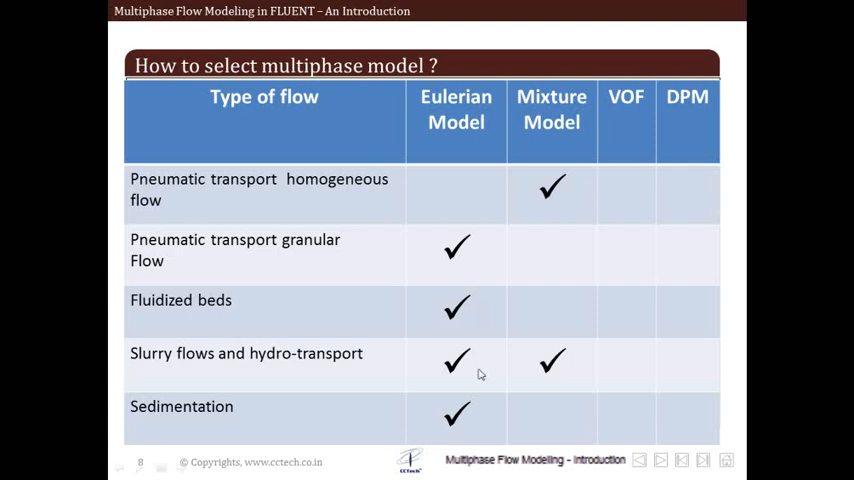 Multiphase Flow Modeling in FLUENT – An Introduction
How to select multiphase model ?
Type of flow
Eulerian
Model
Mixture
Model
VOF
DPM
Pneumatic transport homogeneous
flow
✓
Pneumatic transport granular
Flow
✓
Fluidized beds
✓
Slurry flows and hydro-transport
✓ ✓
Sedimentation
✓
8
© Copyrights, www.cctech.co.in
CCTech
Multiphase Flow Modeling - Introduction